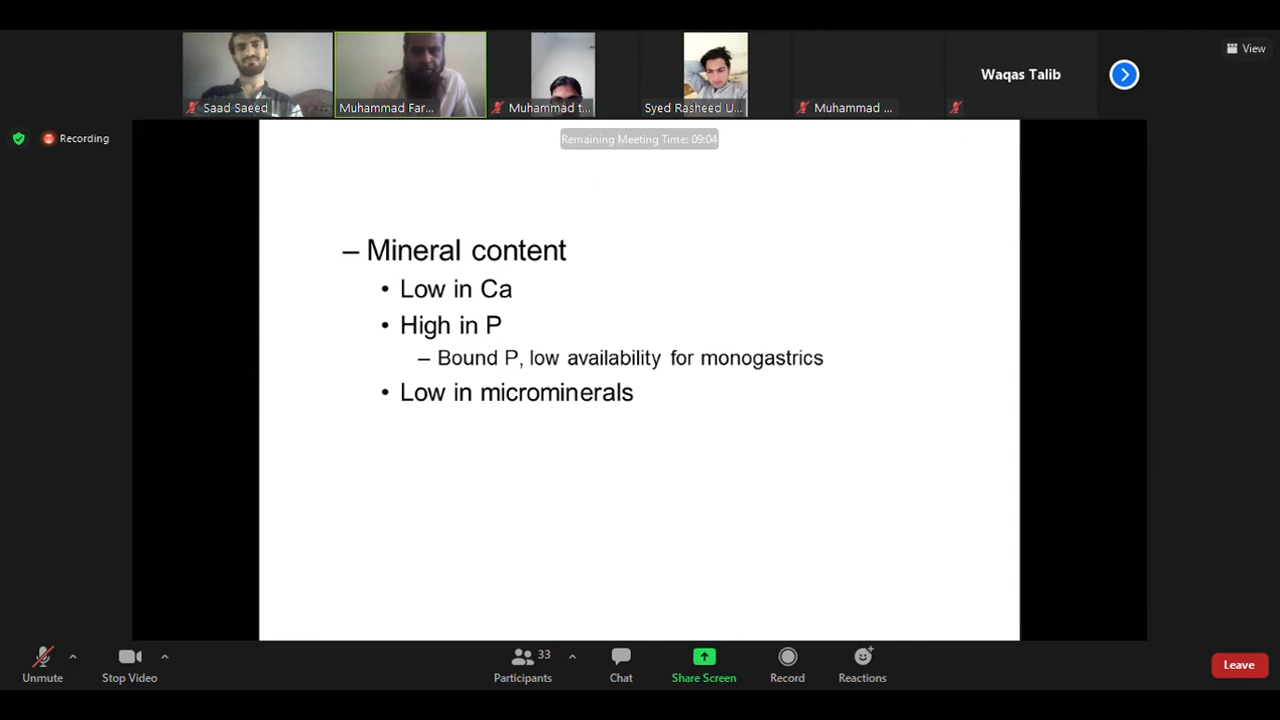 Saad Saeed
Muhammad Far...
Muhammad t...
Syed Rasheed U...
Muhammad ...
Waqas Talib
View
Recording
Remaining Meeting Time: 09:04
– Mineral content
• Low in Ca
• High in P
– Bound P, low availability for monogastrics
• Low in microminerals
Unmute
Stop Video
Participants
33
Chat
Share Screen
Record
Reactions
Leave